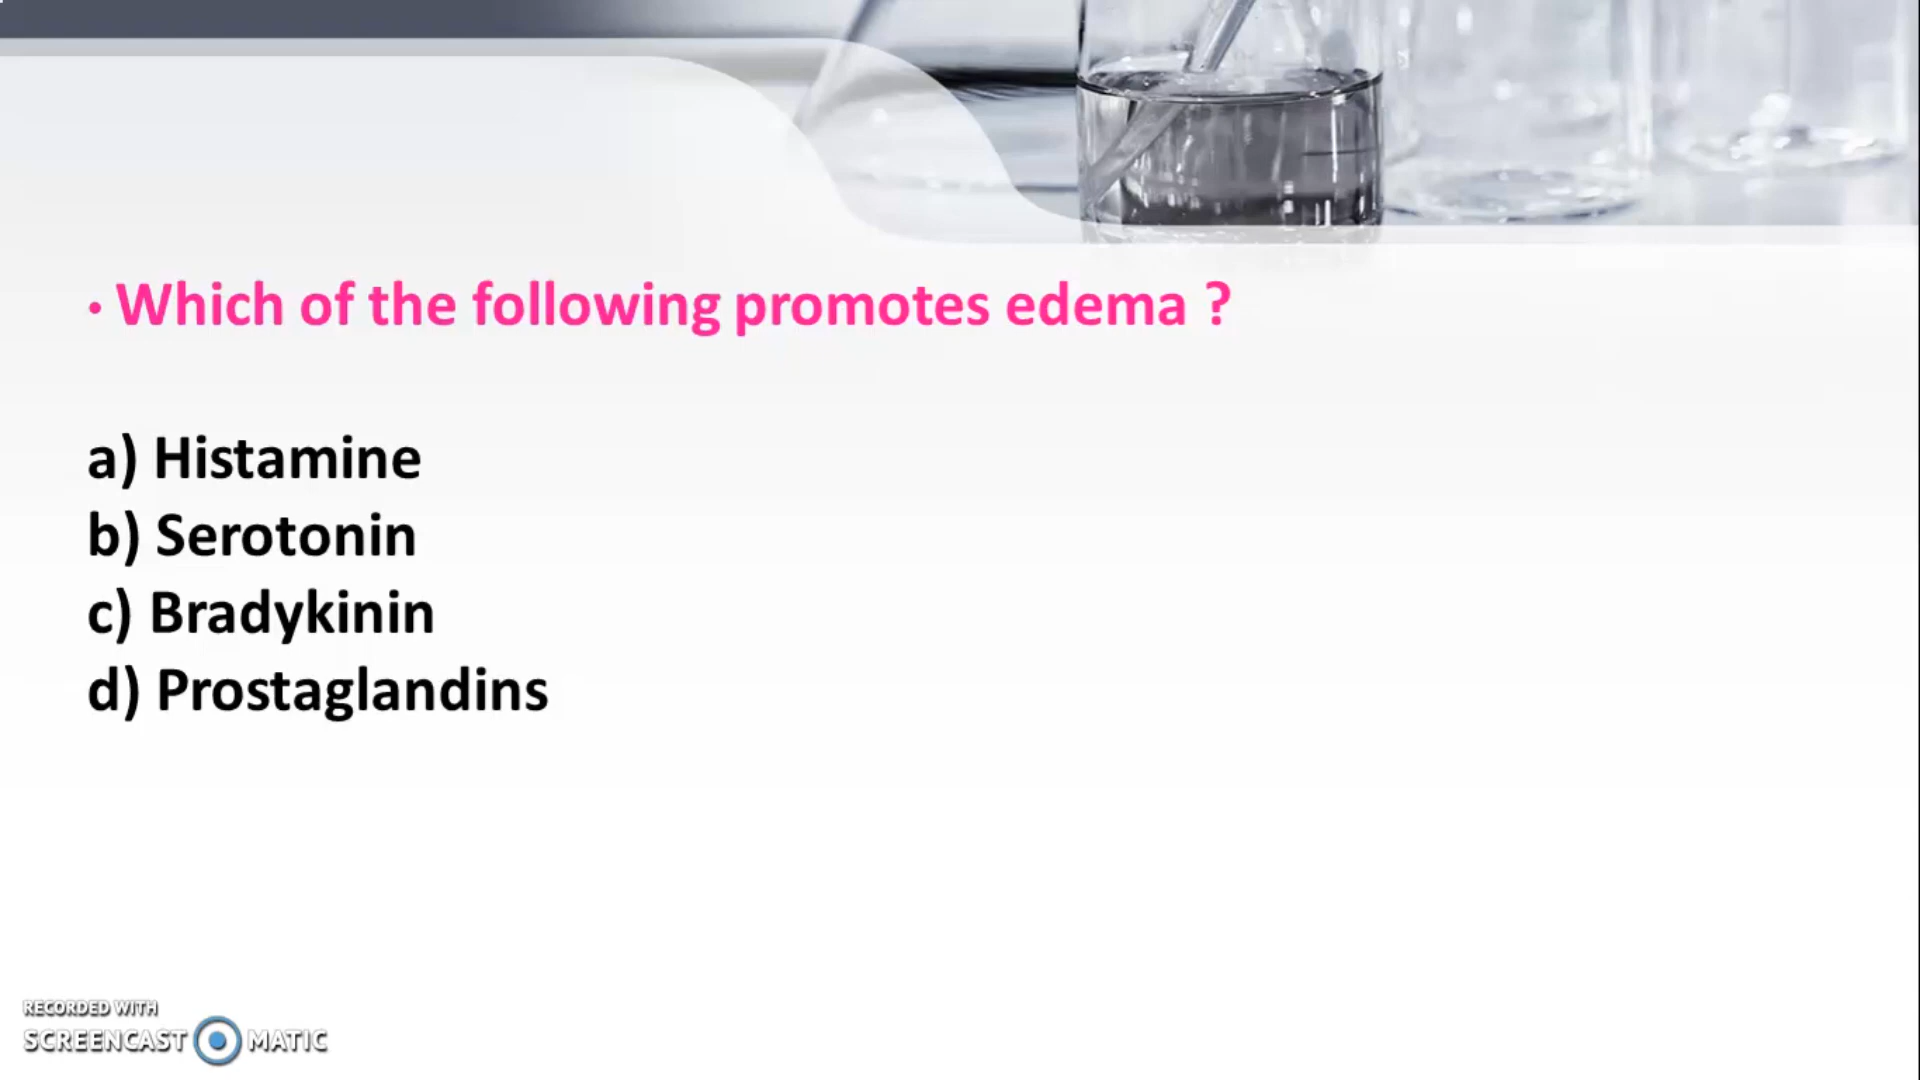 • Which of the following promotes edema ?
a) Histamine
b) Serotonin
c) Bradykinin
d) Prostaglandins
RECORDED WITH
SCREENCAST MATIC